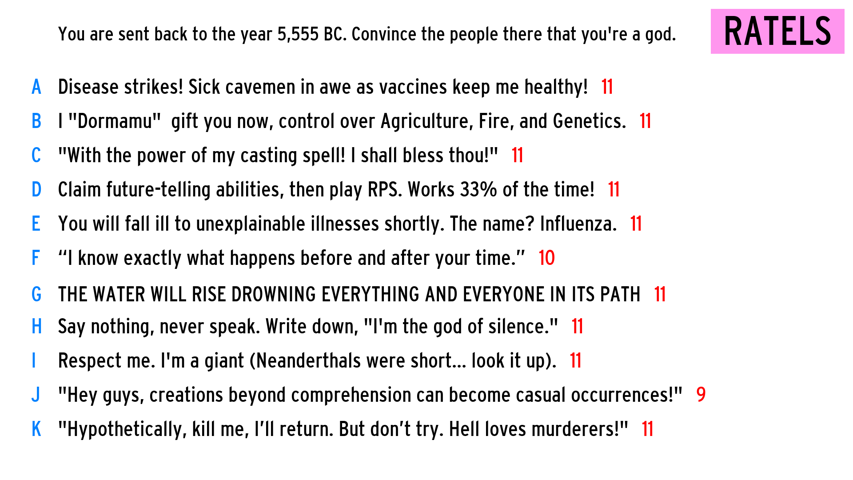 You are sent back to the year 5,555 BC. Convince the people there that you're a god.
RATELS
A Disease strikes! Sick cavemen in awe as vaccines keep me healthy! 11
B I "Dormamu"  gift you now, control over Agriculture, Fire, and Genetics. 11
C "With the power of my casting spell! I shall bless thou!" 11
D Claim future-telling abilities, then play RPS. Works 33% of the time! 11
E You will fall ill to unexplainable illnesses shortly. The name? Influenza. 11
F “I know exactly what happens before and after your time.” 10
G THE WATER WILL RISE DROWNING EVERYTHING AND EVERYONE IN ITS PATH 11
H Say nothing, never speak. Write down, "I'm the god of silence." 11
I Respect me. I'm a giant (Neanderthals were short... look it up). 11
J "Hey guys, creations beyond comprehension can become casual occurrences!" 9
K "Hypothetically, kill me, I’ll return. But don’t try. Hell loves murderers!" 11